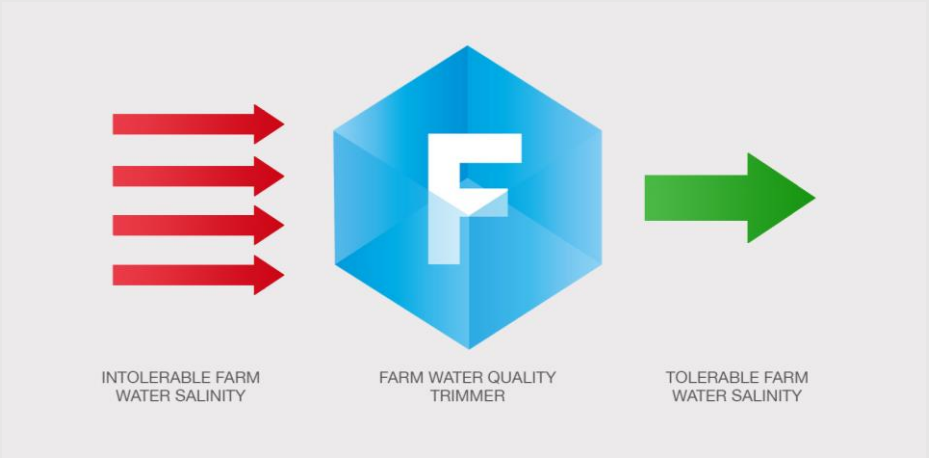 F
INTOLERABLE FARM
WATER SALINITY
FARM WATER QUALITY
TRIMMER
TOLERABLE FARM
WATER SALINITY